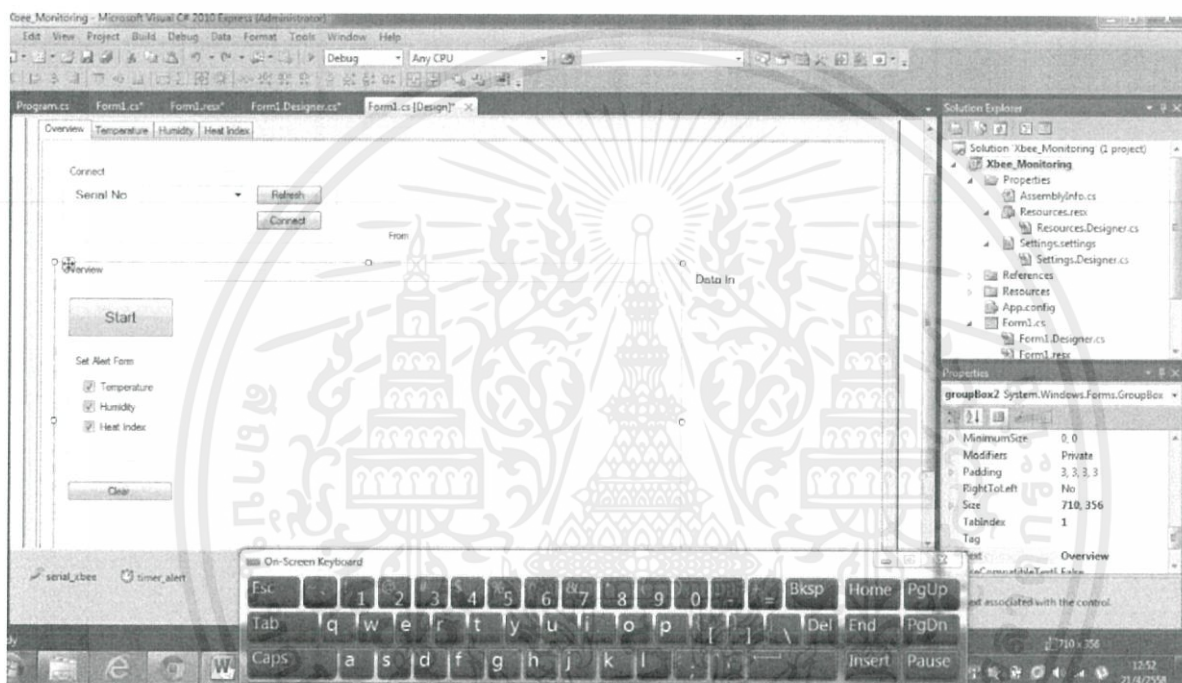 Xbee_Monitoring - Microsoft Visual C# 2010 Express (Administrator)
Edit View Project Build Debug Data Format Tools Window Help
Debug Any CPU
Program.cs Form1.cs* Form1.resx* Form1.Designer.cs* Form1.cs [Design]*
Overview Temperature Humidity Heat Index
Connect
Serial No
Refresh
Connect
From
Overview
Data In
Start
Set Alert Form
Temperature
Humidity
Heat Index
Clear
serial_xbee timer_alert
Solution Explorer
Solution 'Xbee_Monitoring' (1 project)
Xbee_Monitoring
Properties
AssemblyInfo.cs
Resources.resx
Resources.Designer.cs
Settings.settings
Settings.Designer.cs
References
Resources
App.config
Form1.cs
Form1.Designer.cs
Form1.resx
Properties
groupBox2 System.Windows.Forms.GroupBox
MinimumSize 0, 0
Modifiers Private
Padding 3, 3, 3, 3
RightToLeft No
Size 710, 356
TabIndex 1
Tag
Text Overview
UseCompatibleText False
ext associated with the control.
710 x 356
On-Screen Keyboard
Esc 1 2 3 4 5 6 7 8 9 0 - = Bksp Home PgUp
Tab q w e r t y u i o p [ ] \ Del End PgDn
Caps a s d f g h j k l ; ' Insert Pause
12:52
21/4/2558